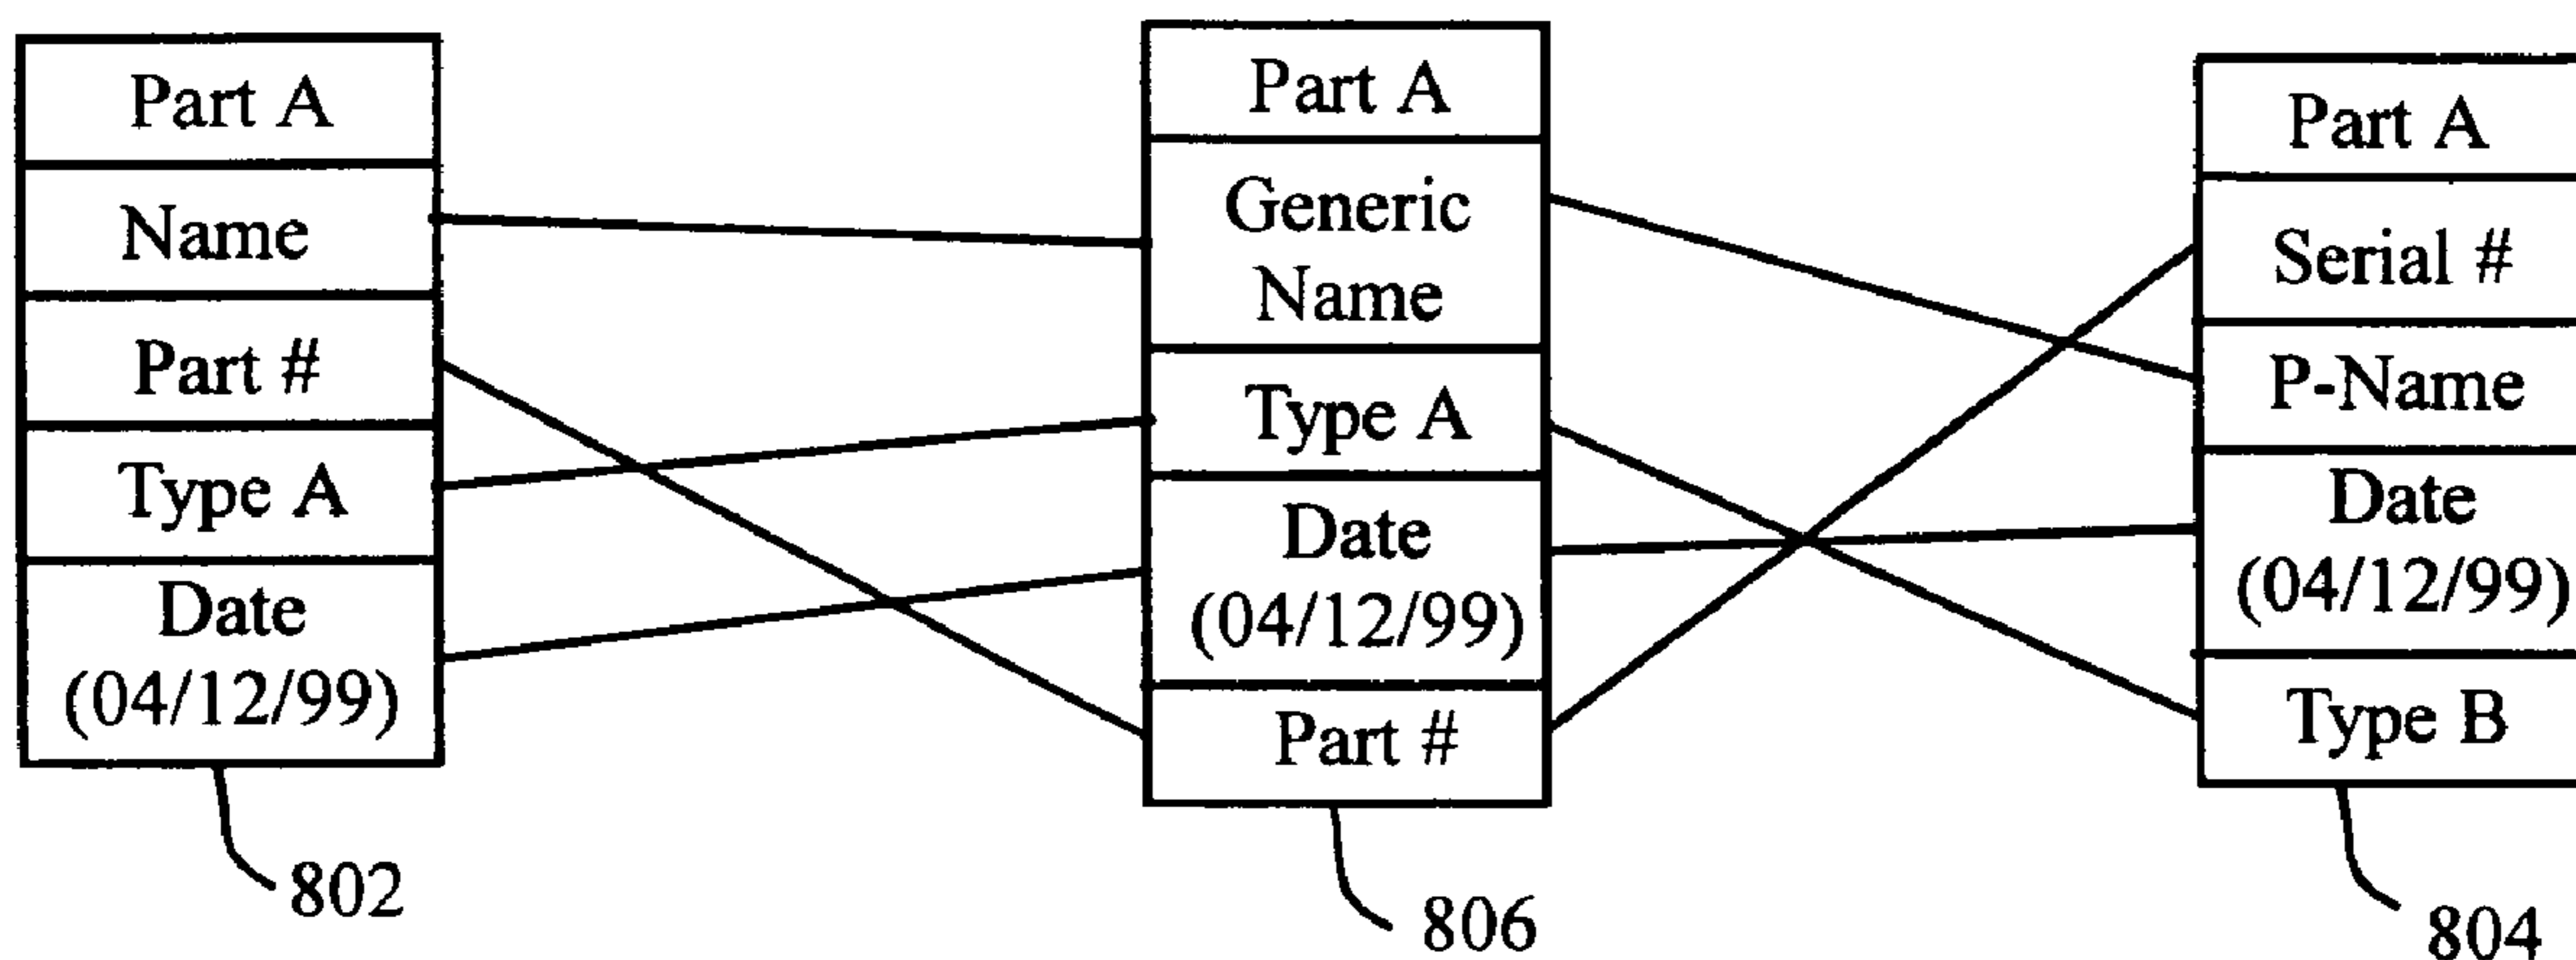 Part A
Name
Part #
Type A
Date
(04/12/99)
802
Part A
Generic
Name
Type A
Date
(04/12/99)
Part #
806
Part A
Serial #
P-Name
Date
(04/12/99)
Type B
804